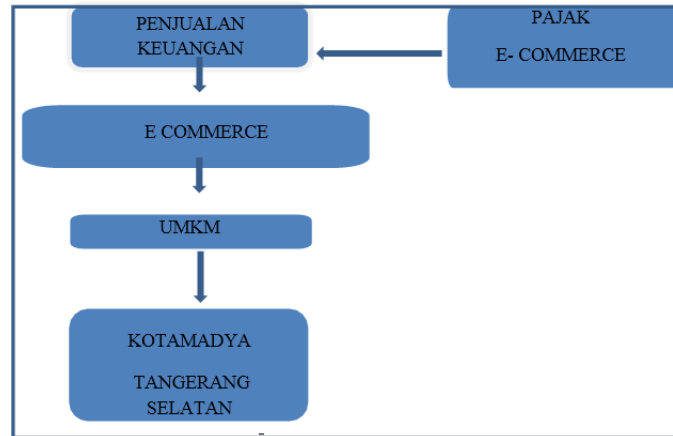 PENJUALAN
KEUANGAN
PAJAK
E- COMMERCE
E COMMERCE
UMKM
KOTAMADYA
TANGERANG
SELATAN